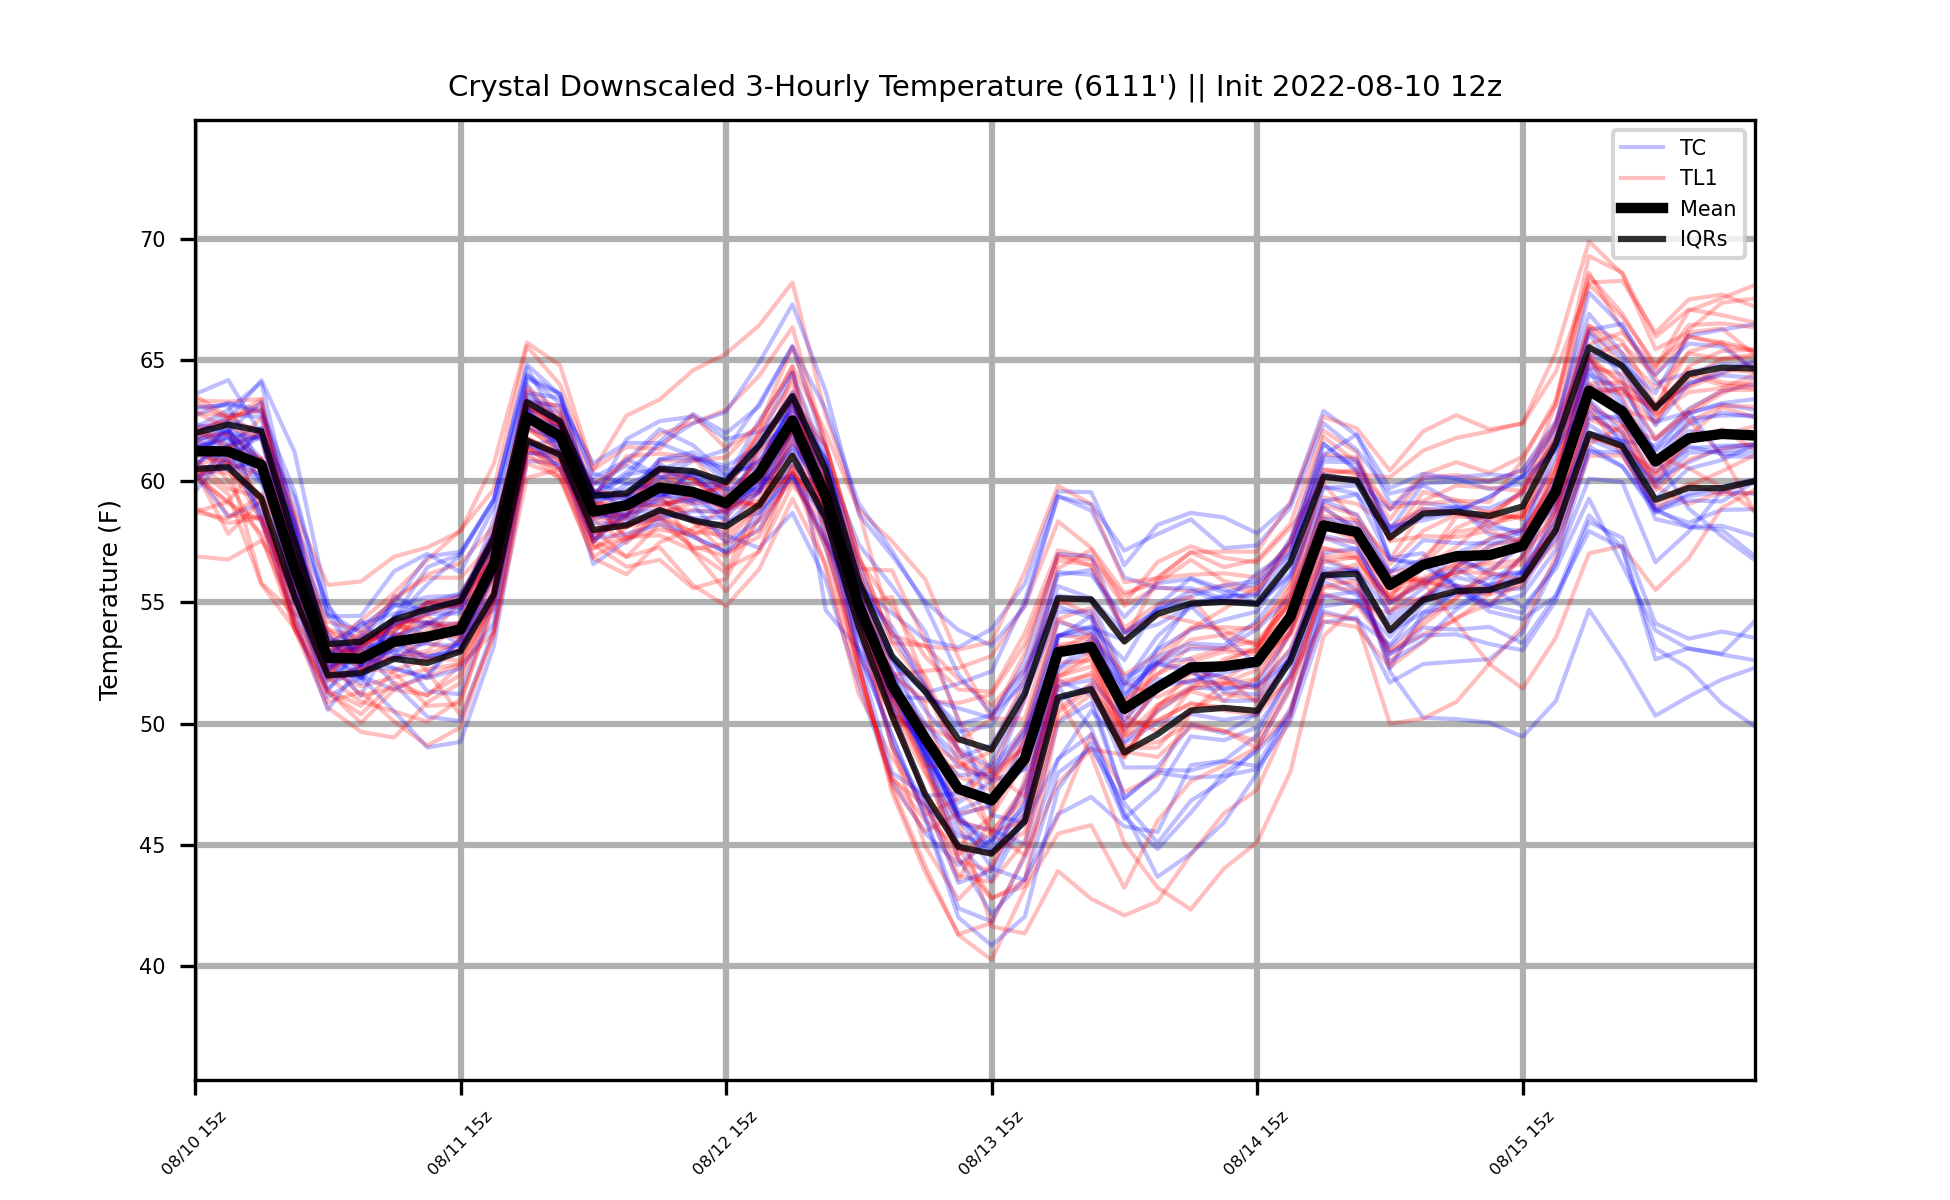 Crystal Downscaled 3-Hourly Temperature (6111') || Init 2022-08-10 12z
TC
TL1
Mean
IQRs
Temperature (F)
70
65
60
55
50
45
40
08/10 15z
08/11 15z
08/12 15z
08/13 15z
08/14 15z
08/15 15z